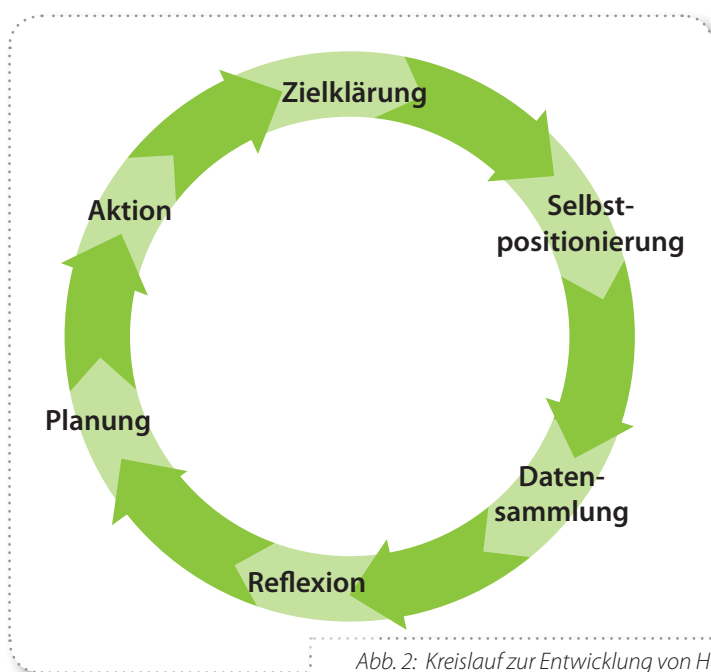 Zielklärung
Selbst-
positionierung
Daten-
sammlung
Reflexion
Planung
Aktion
Abb. 2: Kreislauf zur Entwicklung von H